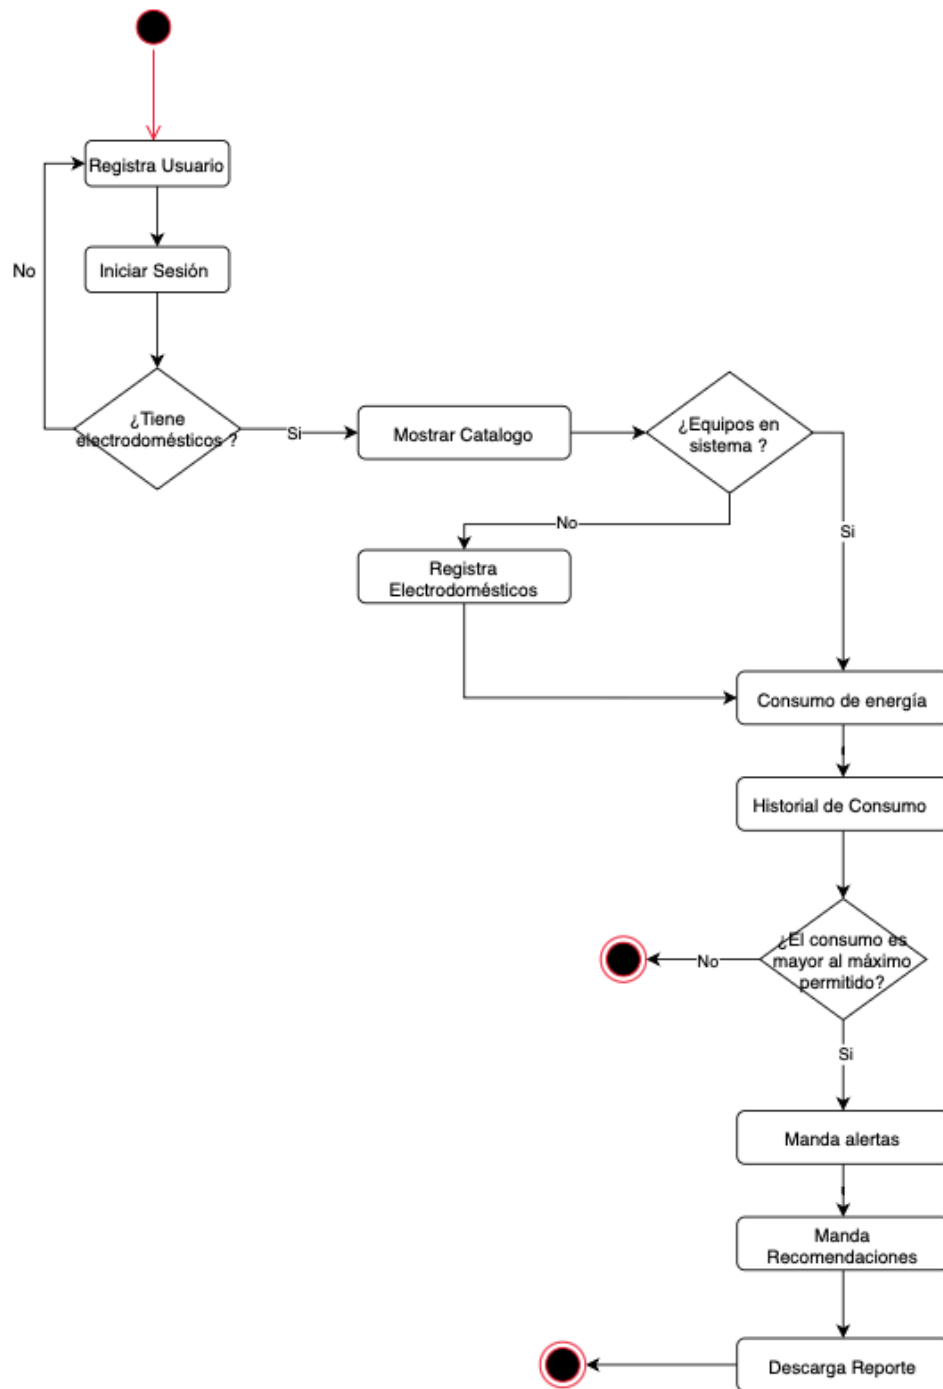 Registra Usuario
No
Iniciar Sesión
¿Tiene
electrodomésticos ?
Si
Mostrar Catalogo
¿Equipos en
sistema ?
No
Si
Registra
Electrodomésticos
Consumo de energía
Historial de Consumo
¿El consumo es
mayor al máximo
permitido?
No
Si
Manda alertas
Manda
Recomendaciones
Descarga Reporte